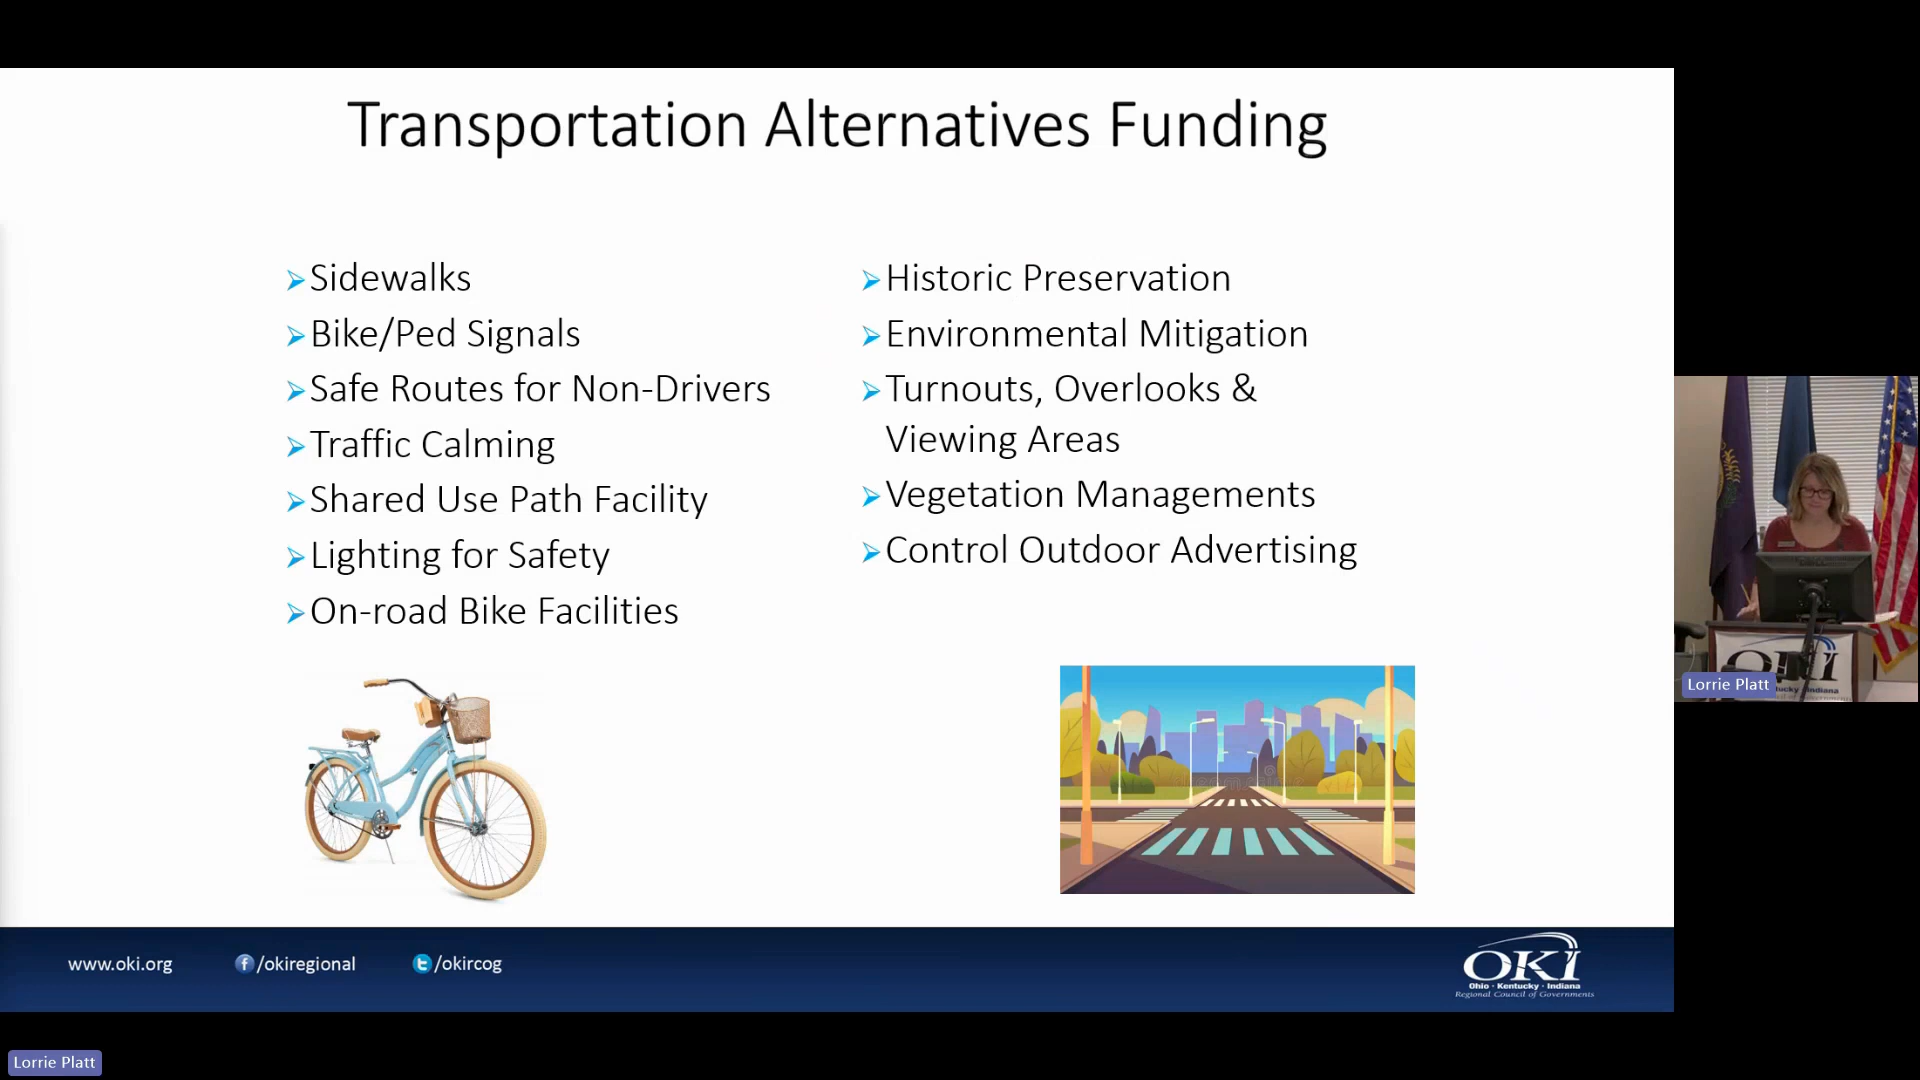 Transportation Alternatives Funding
Sidewalks
Bike/Ped Signals
Safe Routes for Non-Drivers
Traffic Calming
Shared Use Path Facility
Lighting for Safety
On-road Bike Facilities
Historic Preservation
Environmental Mitigation
Turnouts, Overlooks &
Viewing Areas
Vegetation Managements
Control Outdoor Advertising
www.oki.org
/okiregional
/okircog
OKI
Ohio • Kentucky • Indiana
Regional Council of Governments
OKI
Indiana
Lorrie Platt
Lorrie Platt